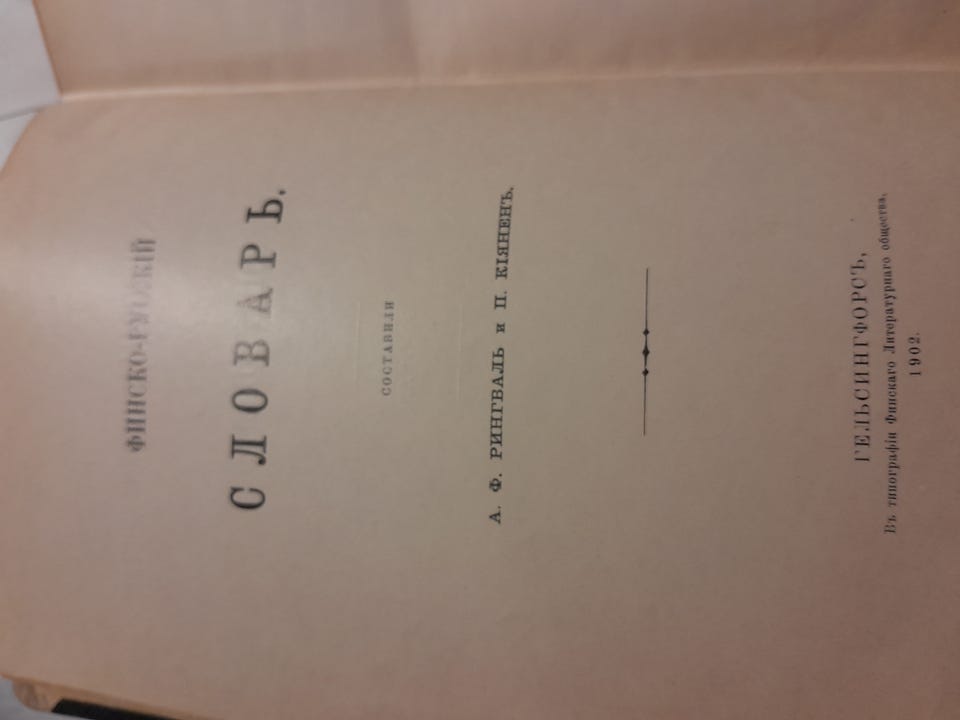 ФИНСКО-РУССКІЙ
СЛОВАРЬ.
СОСТАВИЛИ
А. Ф. РИНГВАЛЬ и П. КІЯНЕНЪ.
ГЕЛЬСИНГФОРСЪ,
Въ типографіи Финскаго Литературнаго общества,
1902.